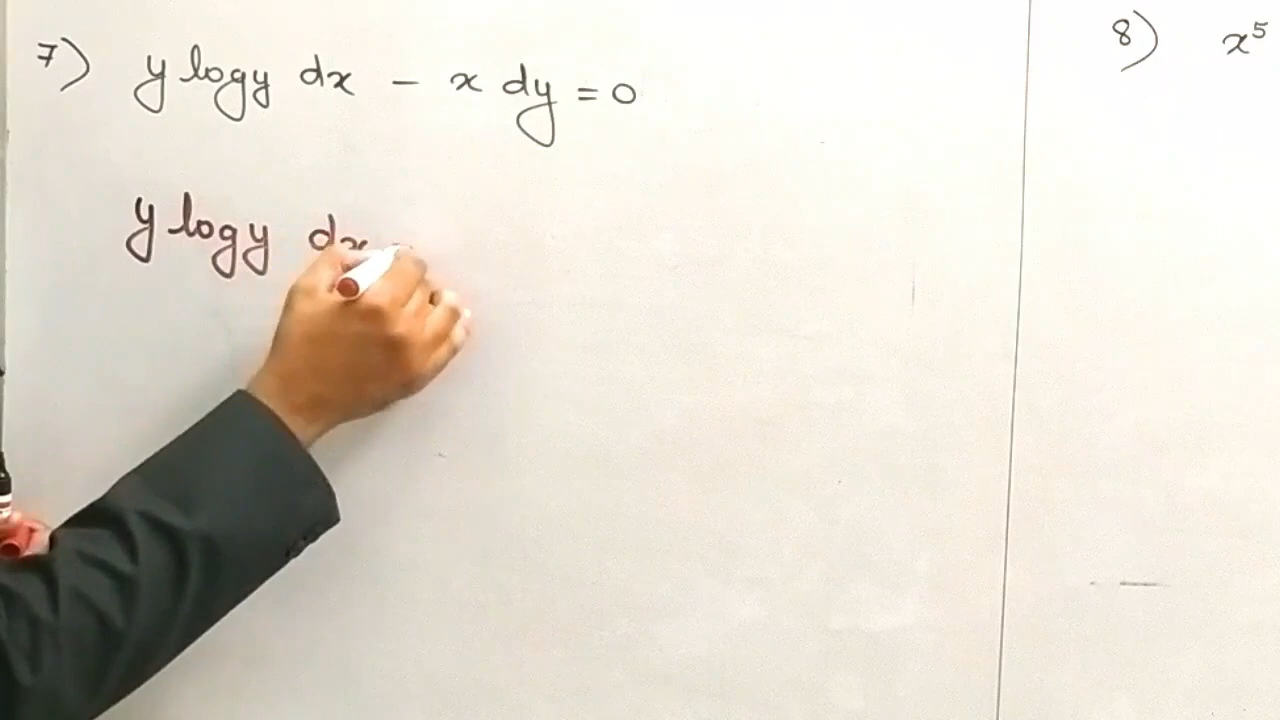 7) y logy dx - x dy = 0
y logy dx
8) x⁵